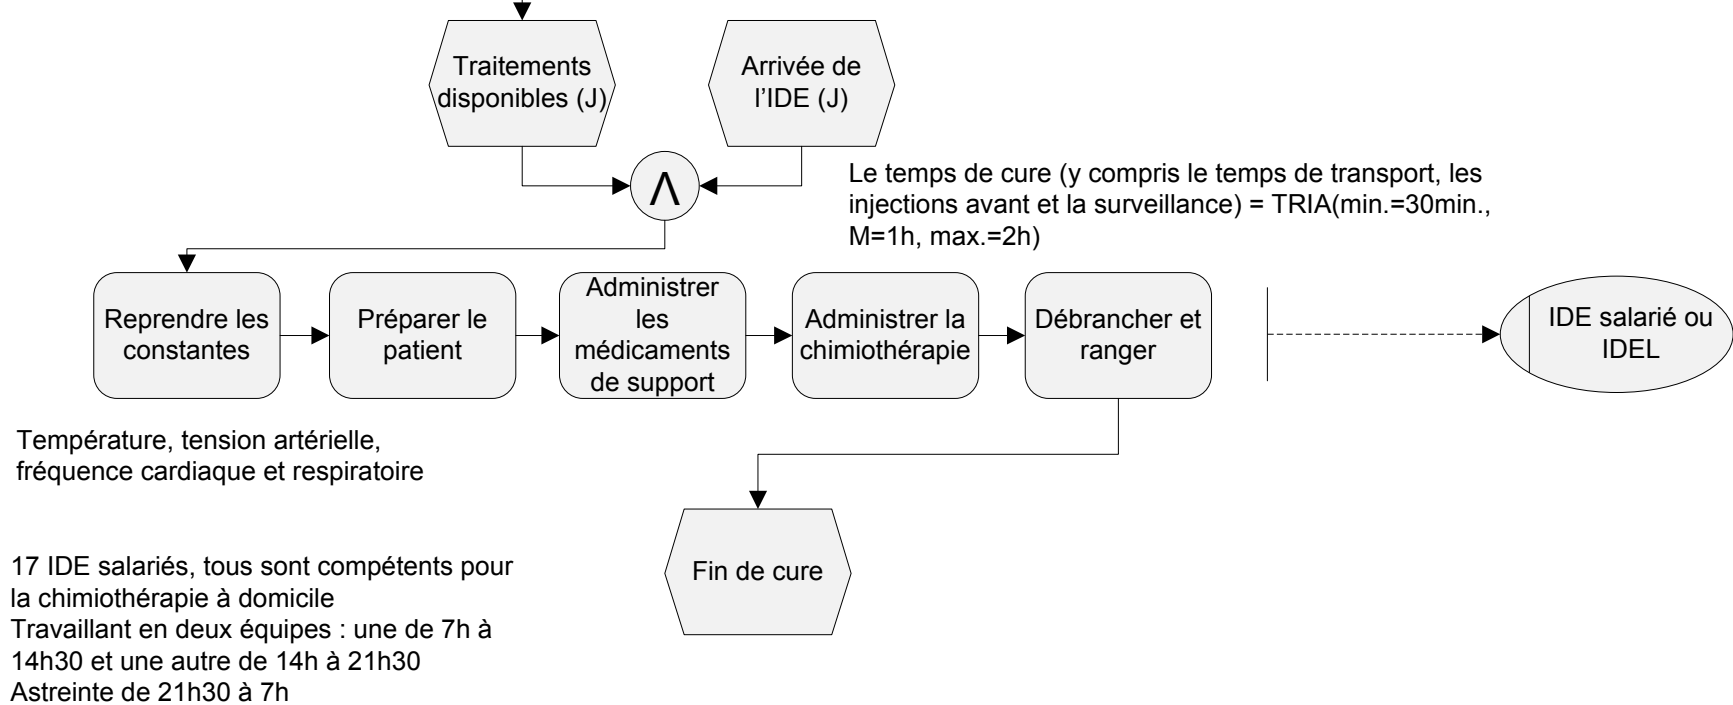 Traitements
disponibles (J)
Arrivée de
l’IDE (J)
Λ
Le temps de cure (y compris le temps de transport, les
injections avant et la surveillance) = TRIA(min.=30min.,
M=1h, max.=2h)
Reprendre les
constantes
Préparer le
patient
Administrer
les
médicaments
de support
Administrer la
chimiothérapie
Débrancher et
ranger
IDE salarié ou
IDEL
Température, tension artérielle,
fréquence cardiaque et respiratoire
Fin de cure
17 IDE salariés, tous sont compétents pour
la chimiothérapie à domicile
Travaillant en deux équipes : une de 7h à
14h30 et une autre de 14h à 21h30
Astreinte de 21h30 à 7h